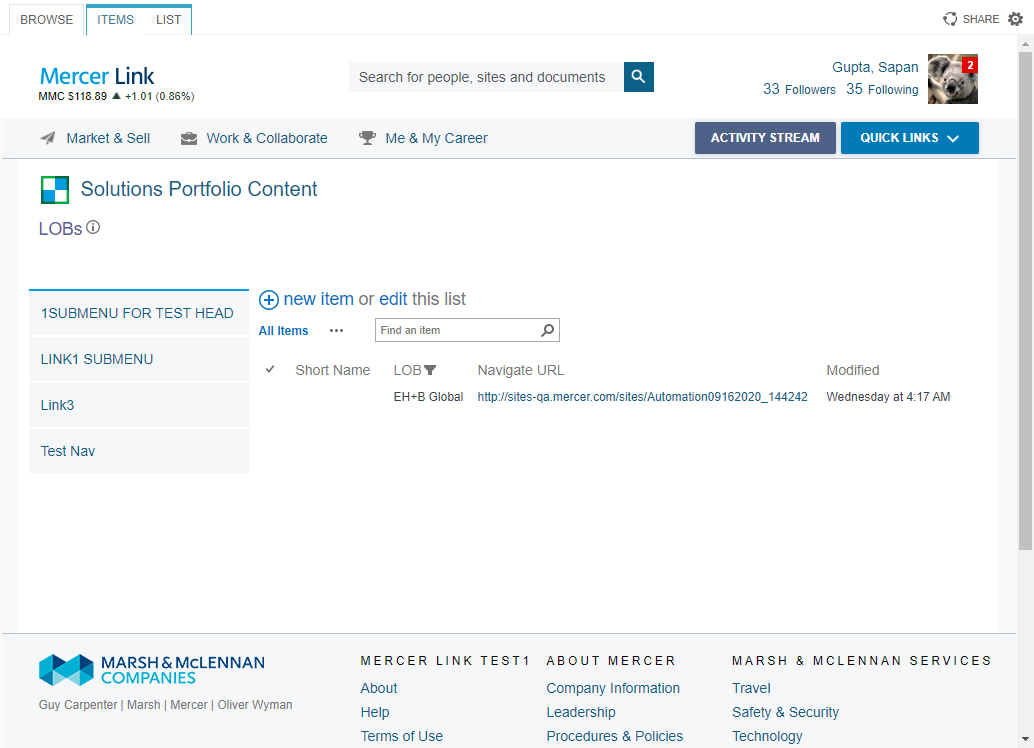 BROWSE ITEMS LIST SHARE
Mercer Link
MMC $118.89 ▲ +1.01 (0.86%)
Search for people, sites and documents
Gupta, Sapan
33 Followers 35 Following
2
Market & Sell Work & Collaborate Me & My Career ACTIVITY STREAM QUICK LINKS
Solutions Portfolio Content
LOBs
1SUBMENU FOR TEST HEAD
LINK1 SUBMENU
Link3
Test Nav
new item or edit this list
All Items ••• Find an item
Short Name LOB Navigate URL Modified
EH+B Global http://sites-qa.mercer.com/sites/Automation09162020_144242 Wednesday at 4:17 AM
MARSH & McLENNAN
COMPANIES
Guy Carpenter | Marsh | Mercer | Oliver Wyman
MERCER LINK TEST1
About
Help
Terms of Use
ABOUT MERCER
Company Information
Leadership
Procedures & Policies
MARSH & MCLENNAN SERVICES
Travel
Safety & Security
Technology